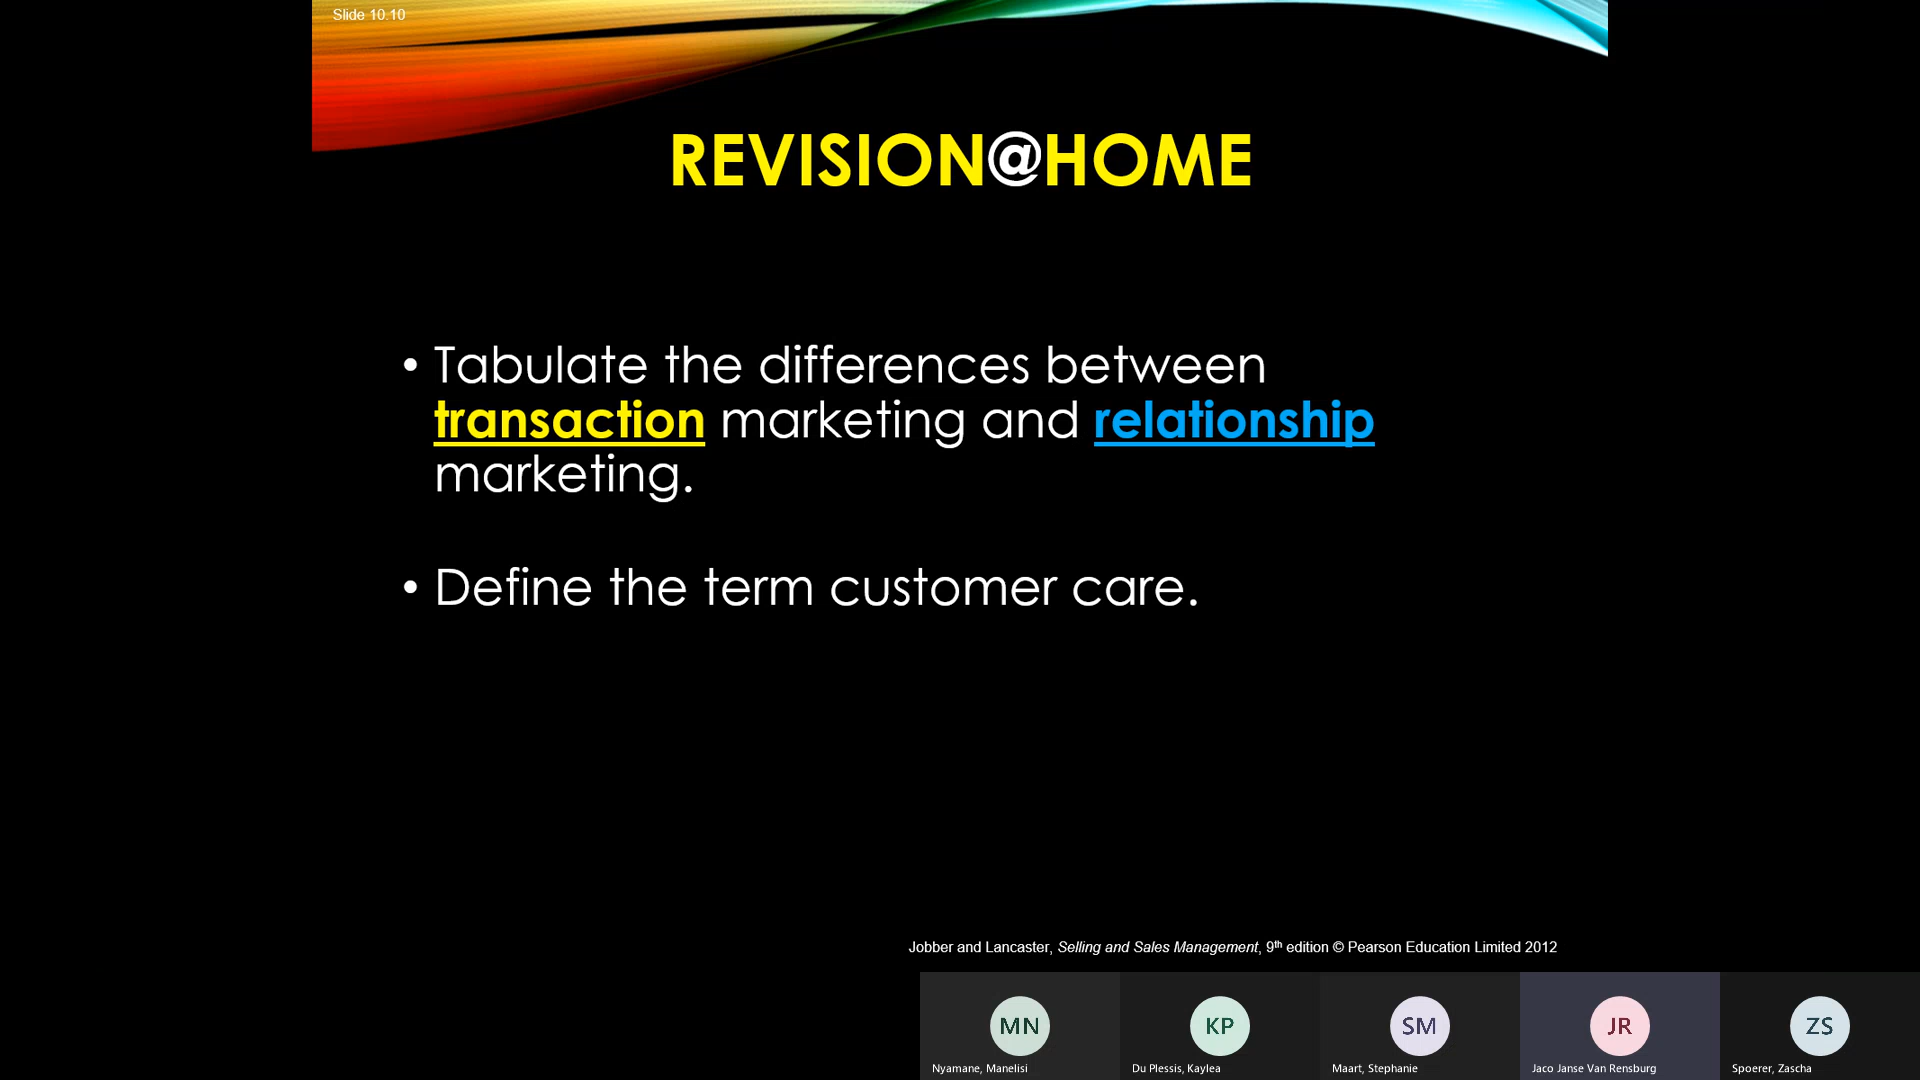 Slide 10.10
REVISION@HOME
• Tabulate the differences between
transaction marketing and relationship
marketing.
• Define the term customer care.
Jobber and Lancaster, Selling and Sales Management, 9th edition © Pearson Education Limited 2012
MN
KP
SM
JR
ZS
Nyamane, Manelisi
Du Plessis, Kaylea
Maart, Stephanie
Jaco Janse Van Rensburg
Spoerer, Zascha